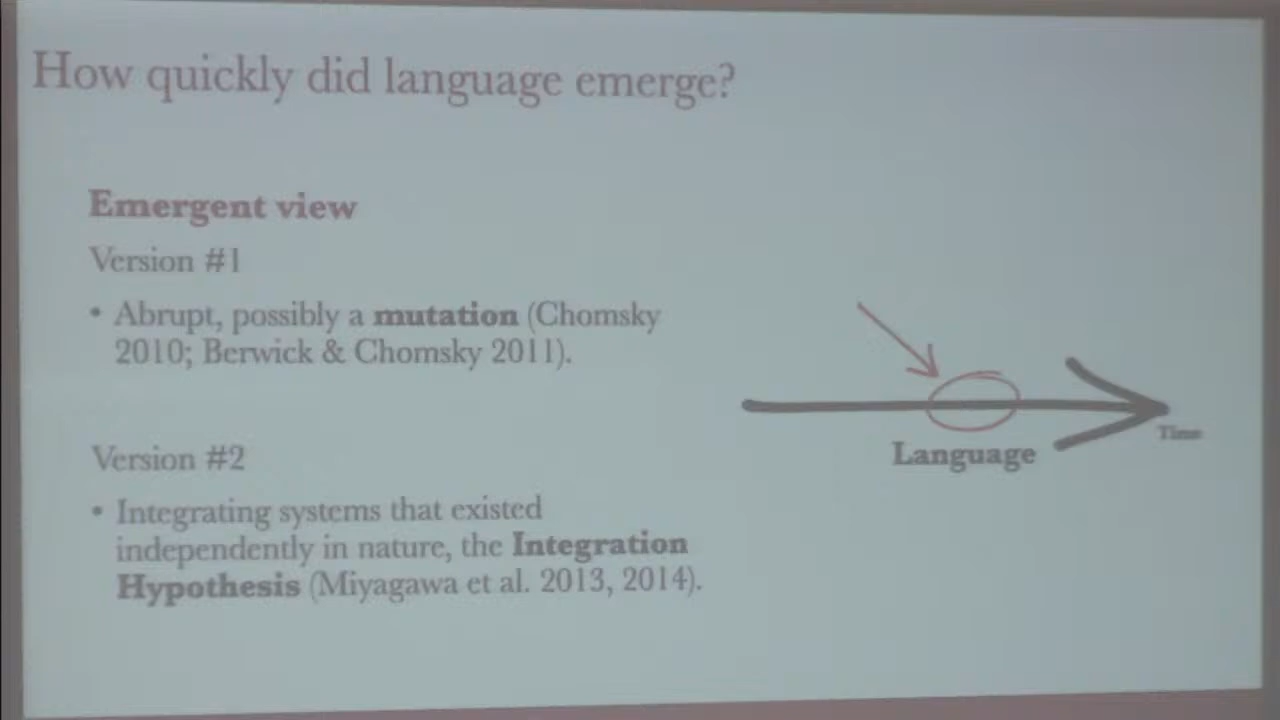 How quickly did language emerge?
Emergent view
Version #1
• Abrupt, possibly a mutation (Chomsky
2010; Berwick & Chomsky 2011).
Version #2
• Integrating systems that existed
independently in nature, the Integration
Hypothesis (Miyagawa et al. 2013, 2014).
Time
Language